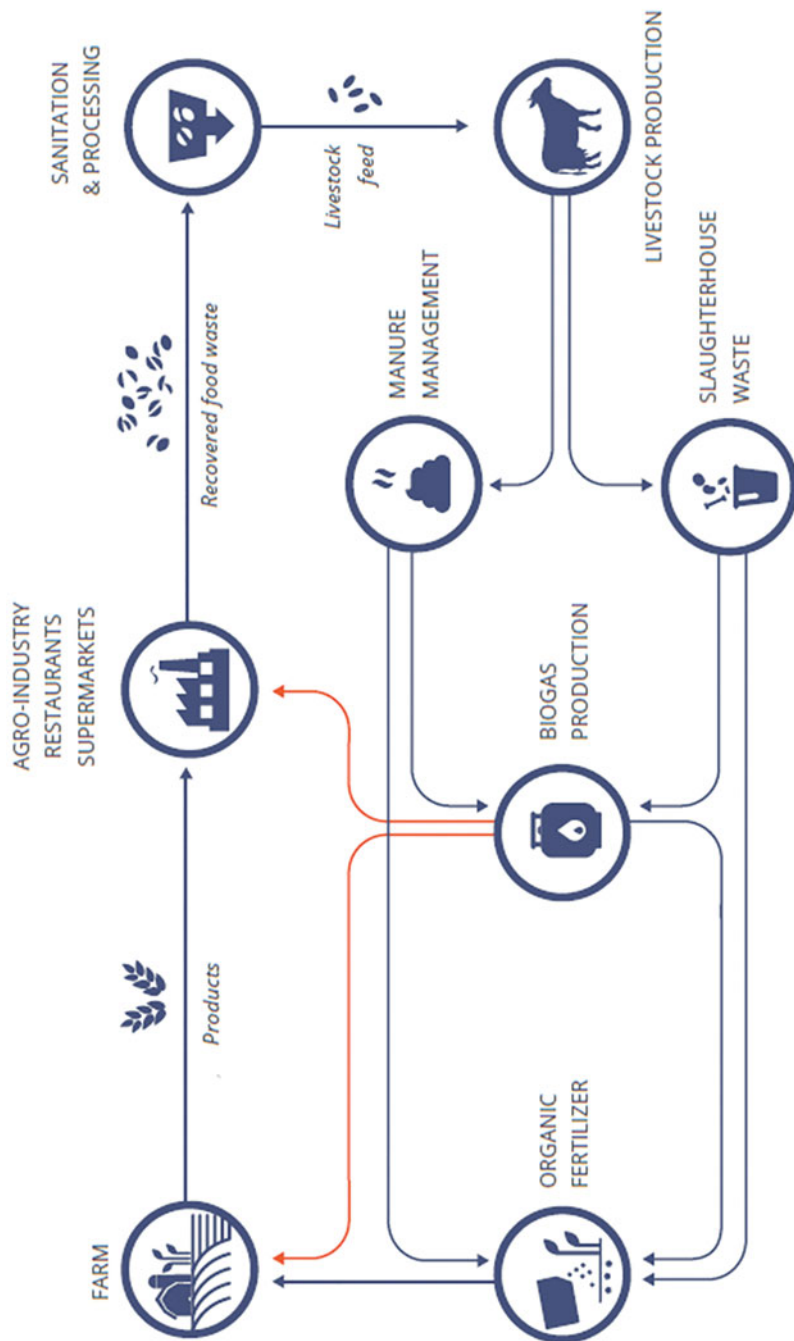 FARM
Products
AGRO-INDUSTRY
RESTAURANTS
SUPERMARKETS
Recovered food waste
SANITATION
& PROCESSING
Livestock
feed
MANURE
MANAGEMENT
BIOGAS
PRODUCTION
ORGANIC
FERTILIZER
SLAUGHTERHOUSE
WASTE
LIVESTOCK PRODUCTION